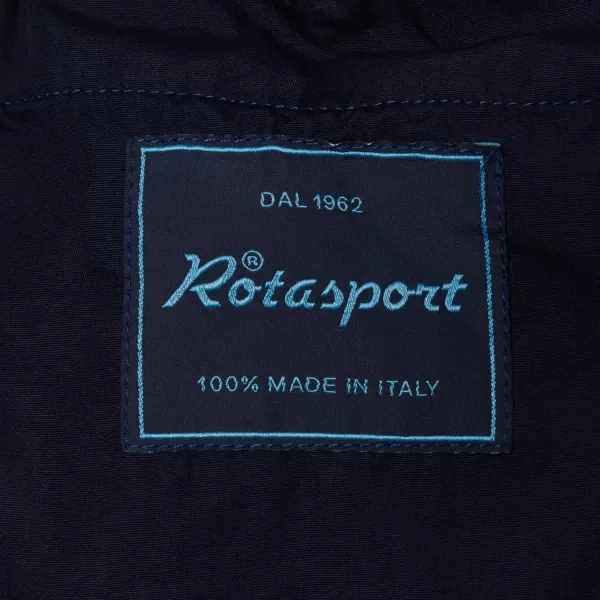 DAL 1962
Rotasport®
100% MADE IN ITALY